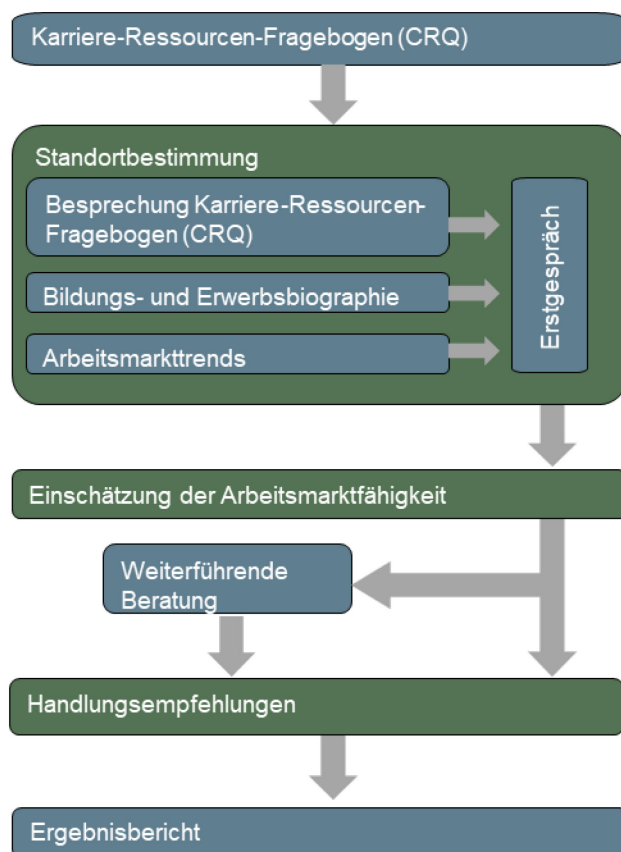 Karriere-Ressourcen-Fragebogen (CRQ)
Standortbestimmung
Besprechung Karriere-Ressourcen-
Fragebogen (CRQ)
Bildungs- und Erwerbsbiographie
Arbeitsmarkttrends
Erstgespräch
Einschätzung der Arbeitsmarktfähigkeit
Weiterführende
Beratung
Handlungsempfehlungen
Ergebnisbericht